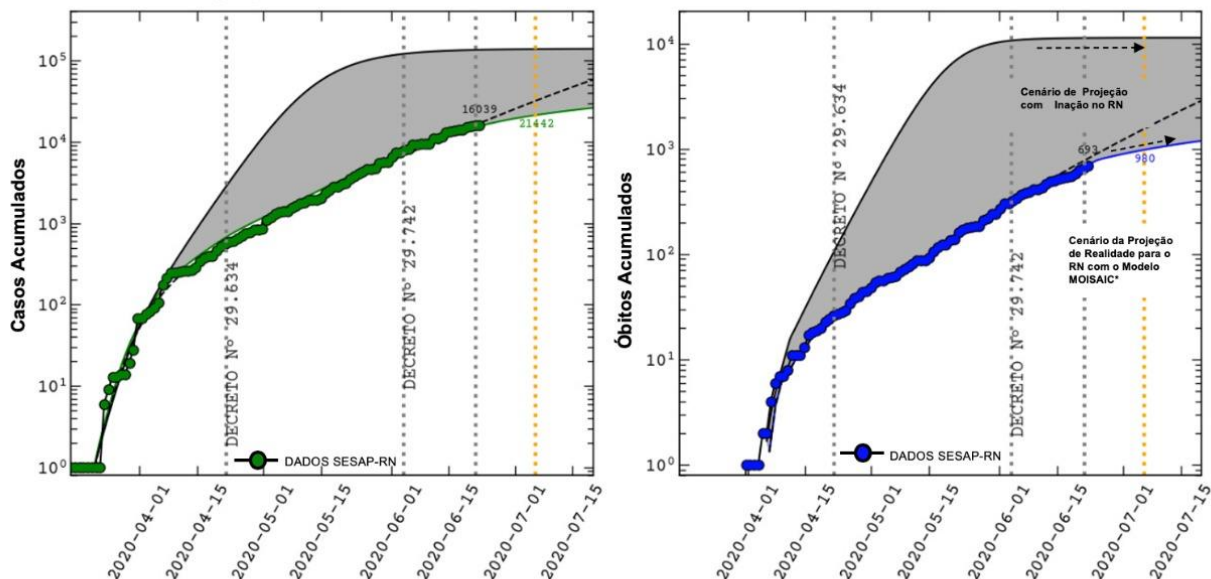 Casos Acumulados
10⁵
10⁴
10³
10²
10¹
10⁰
16039
21442
DECRETO Nº 29.634
DECRETO Nº 29.742
DADOS SESAP-RN
2020-04-01
2020-04-15
2020-05-01
2020-05-15
2020-06-01
2020-06-15
2020-07-01
2020-07-15
Óbitos Acumulados
10⁴
10³
10²
10¹
10⁰
Cenário de Projeção
com Inação no RN
693
980
DECRETO Nº 29.634
DECRETO Nº 29.742
Cenário da Projeção
de Realidade para o
RN com o Modelo
MOISAIC*
DADOS SESAP-RN
2020-04-01
2020-04-15
2020-05-01
2020-05-15
2020-06-01
2020-06-15
2020-07-01
2020-07-15